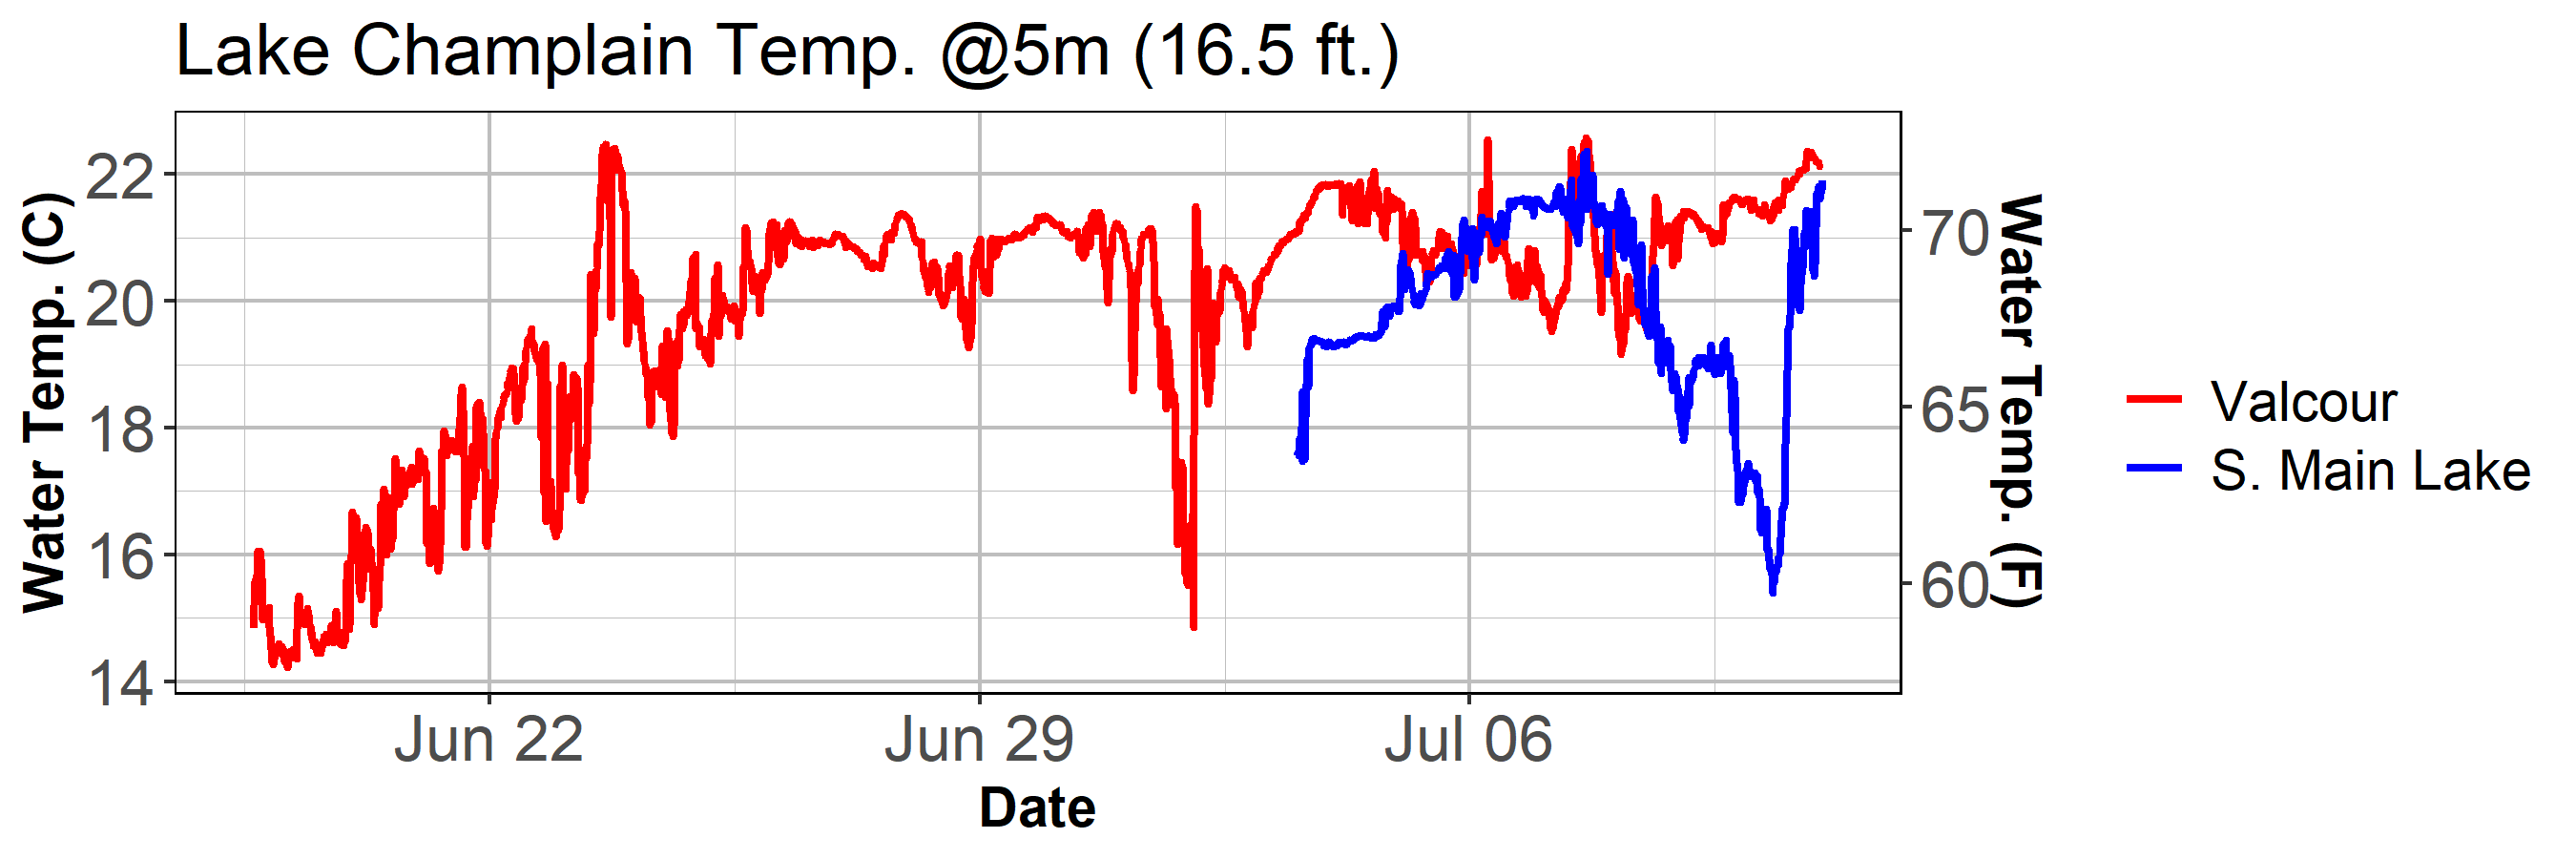 Lake Champlain Temp. @5m (16.5 ft.)
Water Temp. (C)
22
20
18
16
14
70
65
60
Water Temp. (F)
Jun 22
Jun 29
Jul 06
Date
Valcour
S. Main Lake